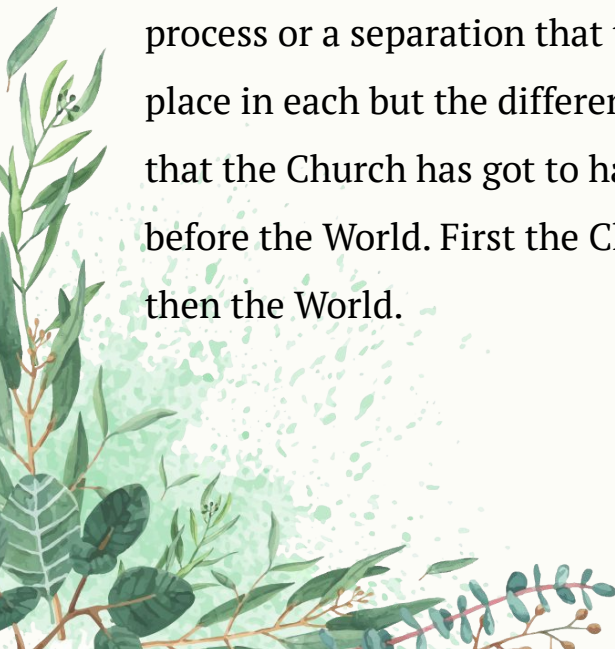 process or a separation that
place in each but the
that the Church has got to
before the World. First the
then the World.